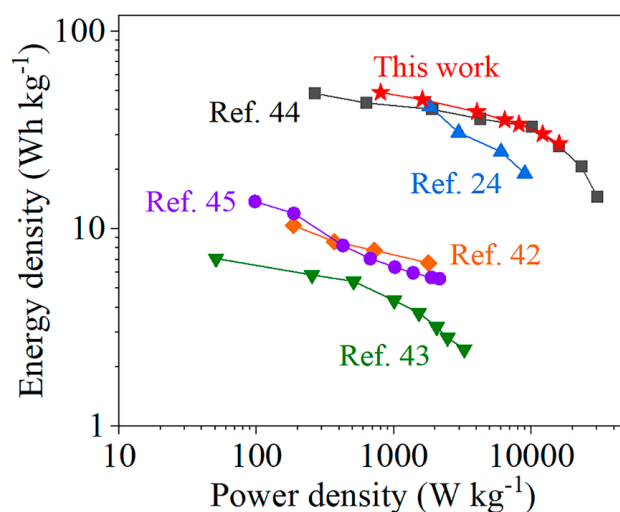 100
This work
Ref. 44
Ref. 24
Ref. 45
10
Ref. 42
Ref. 43
1
10
100
1000
10000
Energy density (Wh kg⁻¹)
Power density (W kg⁻¹)